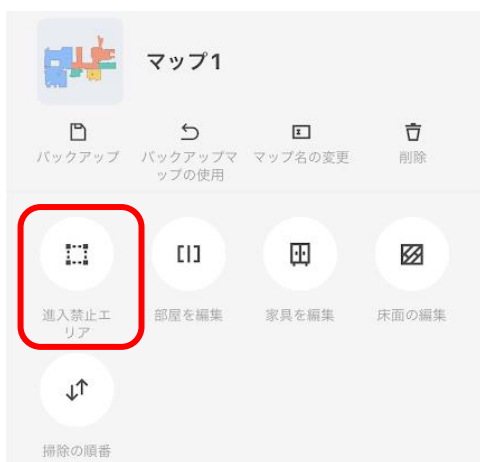 マップ1
バックアップ
バックアップマ
ップの使用
マップ名の変更
削除
進入禁止エ
リア
部屋を編集
家具を編集
床面の編集
掃除の順番